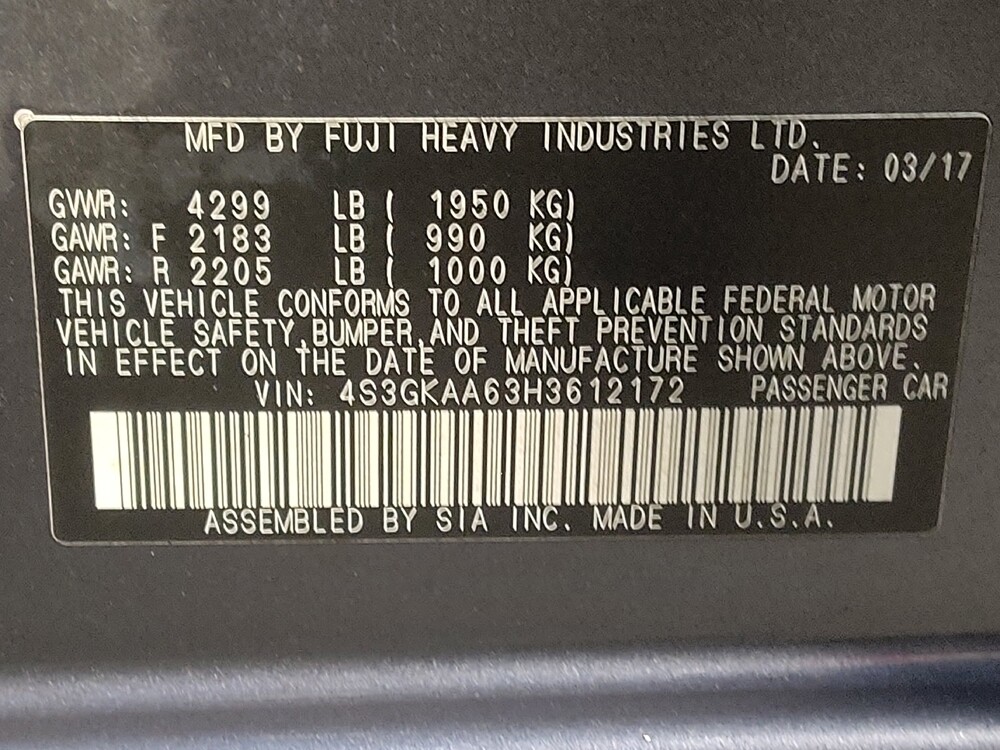 MFD BY FUJI HEAVY INDUSTRIES LTD.
DATE: 03/17
GVWR: 4299 LB ( 1950 KG)
GAWR: F 2183 LB ( 990 KG)
GAWR: R 2205 LB ( 1000 KG)
THIS VEHICLE CONFORMS TO ALL APPLICABLE FEDERAL MOTOR
VEHICLE SAFETY,BUMPER,AND THEFT PREVENTION STANDARDS
IN EFFECT ON THE DATE OF MANUFACTURE SHOWN ABOVE.
VIN: 4S3GKAA63H3612172 PASSENGER CAR
ASSEMBLED BY SIA INC. MADE IN U.S.A.